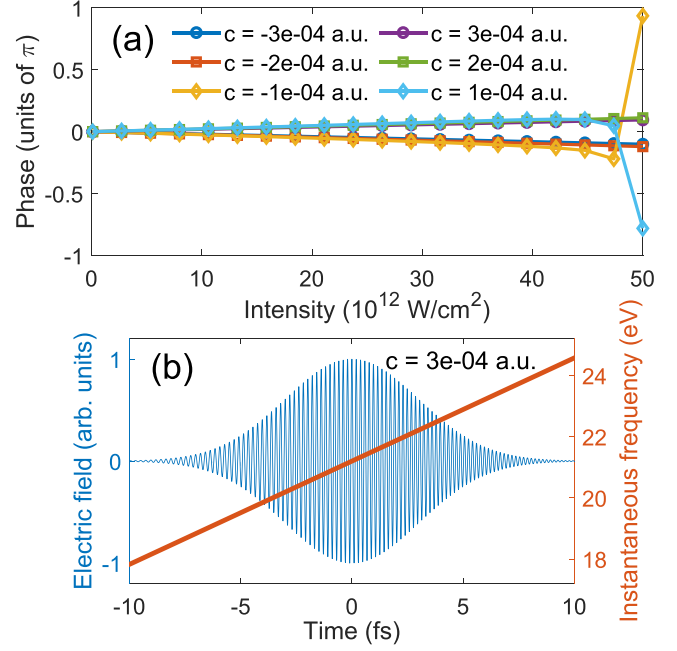 (a)
c = -3e-04 a.u.
c = 3e-04 a.u.
c = -2e-04 a.u.
c = 2e-04 a.u.
c = -1e-04 a.u.
c = 1e-04 a.u.
Phase (units of π)
1
0.5
0
-0.5
-1
0
10
20
30
40
50
Intensity (10¹² W/cm²)
(b)
c = 3e-04 a.u.
Electric field (arb. units)
1
0
-1
Instantaneous frequency (eV)
24
22
20
18
-10
-5
0
5
10
Time (fs)